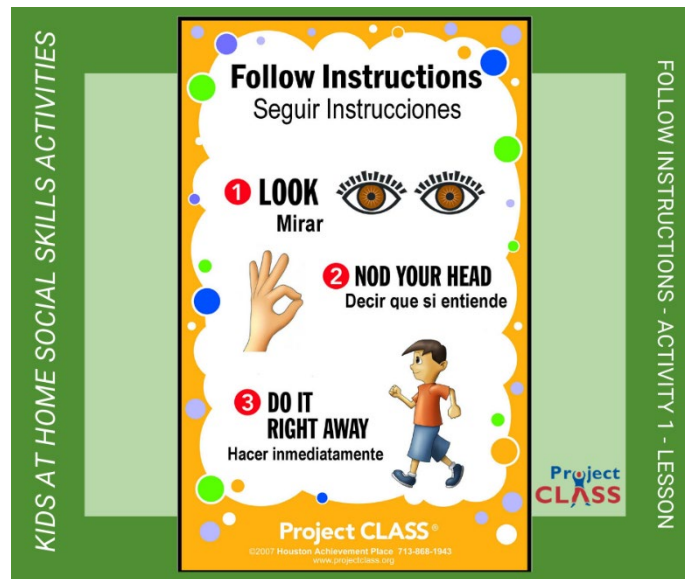 KIDS AT HOME SOCIAL SKILLS ACTIVITIES
Follow Instructions
Seguir Instrucciones
1 LOOK
Mirar
2 NOD YOUR HEAD
Decir que si entiende
3 DO IT
RIGHT AWAY
Hacer inmediatamente
Project CLASS®
©2007 Houston Achievement Place 713-868-1943
www.projectclass.org
Project
CLASS
FOLLOW INSTRUCTIONS - ACTIVITY 1 - LESSON